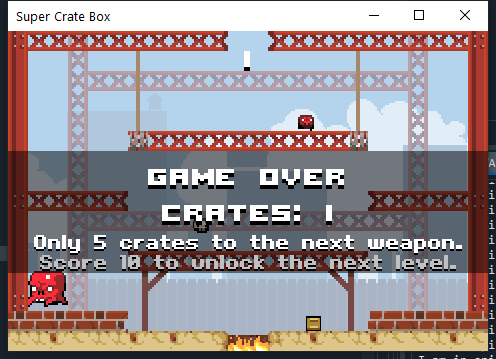 Super Crate Box
1
GAME OVER
CRATES: 1
Only 5 crates to the next weapon.
Score 10 to unlock the next level.